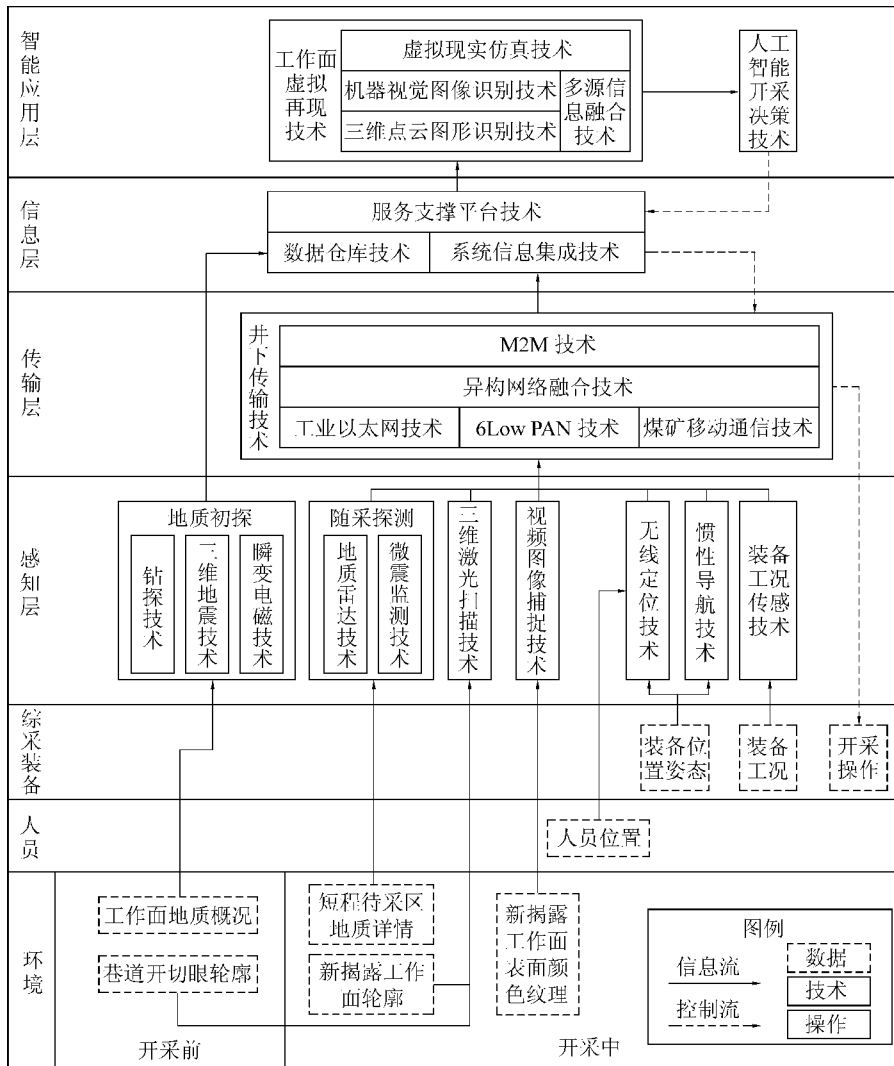 智能应用层
工作面虚拟再现技术
虚拟现实仿真技术
机器视觉图像识别技术
三维点云图形识别技术
多源信息融合技术
人工智能开采决策技术
信息层
服务支撑平台技术
数据仓库技术
系统信息集成技术
传输层
井下传输技术
M2M 技术
异构网络融合技术
工业以太网技术
6Low PAN 技术
煤矿移动通信技术
感知层
地质初探
钻探技术
三维地震技术
瞬变电磁技术
随采探测
地质雷达技术
微震监测技术
三维激光扫描技术
视频图像捕捉技术
无线定位技术
惯性导航技术
装备工况传感技术
综采装备
装备位置姿态
装备工况
开采操作
人员
人员位置
环境
工作面地质概况
巷道开切眼轮廓
开采前
短程待采区
地质详情
新揭露工作
面轮廓
新揭露
工作面
表面颜
色纹理
开采中
图例
信息流
控制流
数据
技术
操作